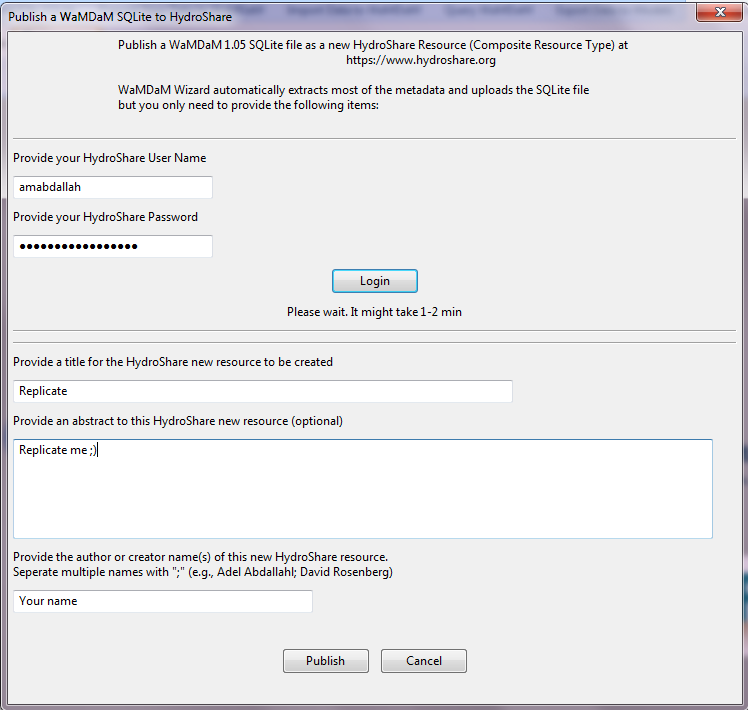 Publish a WaMDaM SQLite to HydroShare
Publish a WaMDaM 1.05 SQLite file as a new HydroShare Resource (Composite Resource Type) at
https://www.hydroshare.org
WaMDaM Wizard automatically extracts most of the metadata and uploads the SQLite file
but you only need to provide the following items:
Provide your HydroShare User Name
amabdallah
Provide your HydroShare Password
●●●●●●●●●●●●●●●●●
Login
Please wait. It might take 1-2 min
Provide a title for the HydroShare new resource to be created
Replicate
Provide an abstract to this HydroShare new resource (optional)
Replicate me ;)
Provide the author or creator name(s) of this new HydroShare resource.
Seperate multiple names with ";" (e.g., Adel Abdallahl; David Rosenberg)
Your name
Publish
Cancel